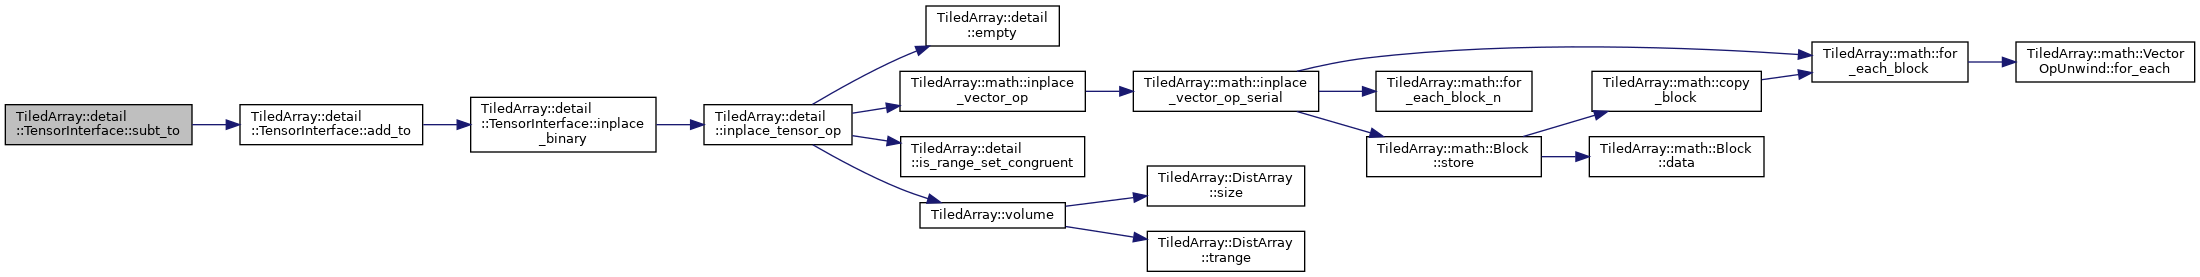 TiledArray::detail
::TensorInterface::subt_to
TiledArray::detail
::TensorInterface::add_to
TiledArray::detail
::TensorInterface::inplace
_binary
TiledArray::detail
::inplace_tensor_op
TiledArray::detail
::empty
TiledArray::math::inplace
_vector_op
TiledArray::detail
::is_range_set_congruent
TiledArray::volume
TiledArray::math::inplace
_vector_op_serial
TiledArray::DistArray
::size
TiledArray::DistArray
::trange
TiledArray::math::for
_each_block_n
TiledArray::math::Block
::store
TiledArray::math::copy
_block
TiledArray::math::Block
::data
TiledArray::math::for
_each_block
TiledArray::math::Vector
OpUnwind::for_each